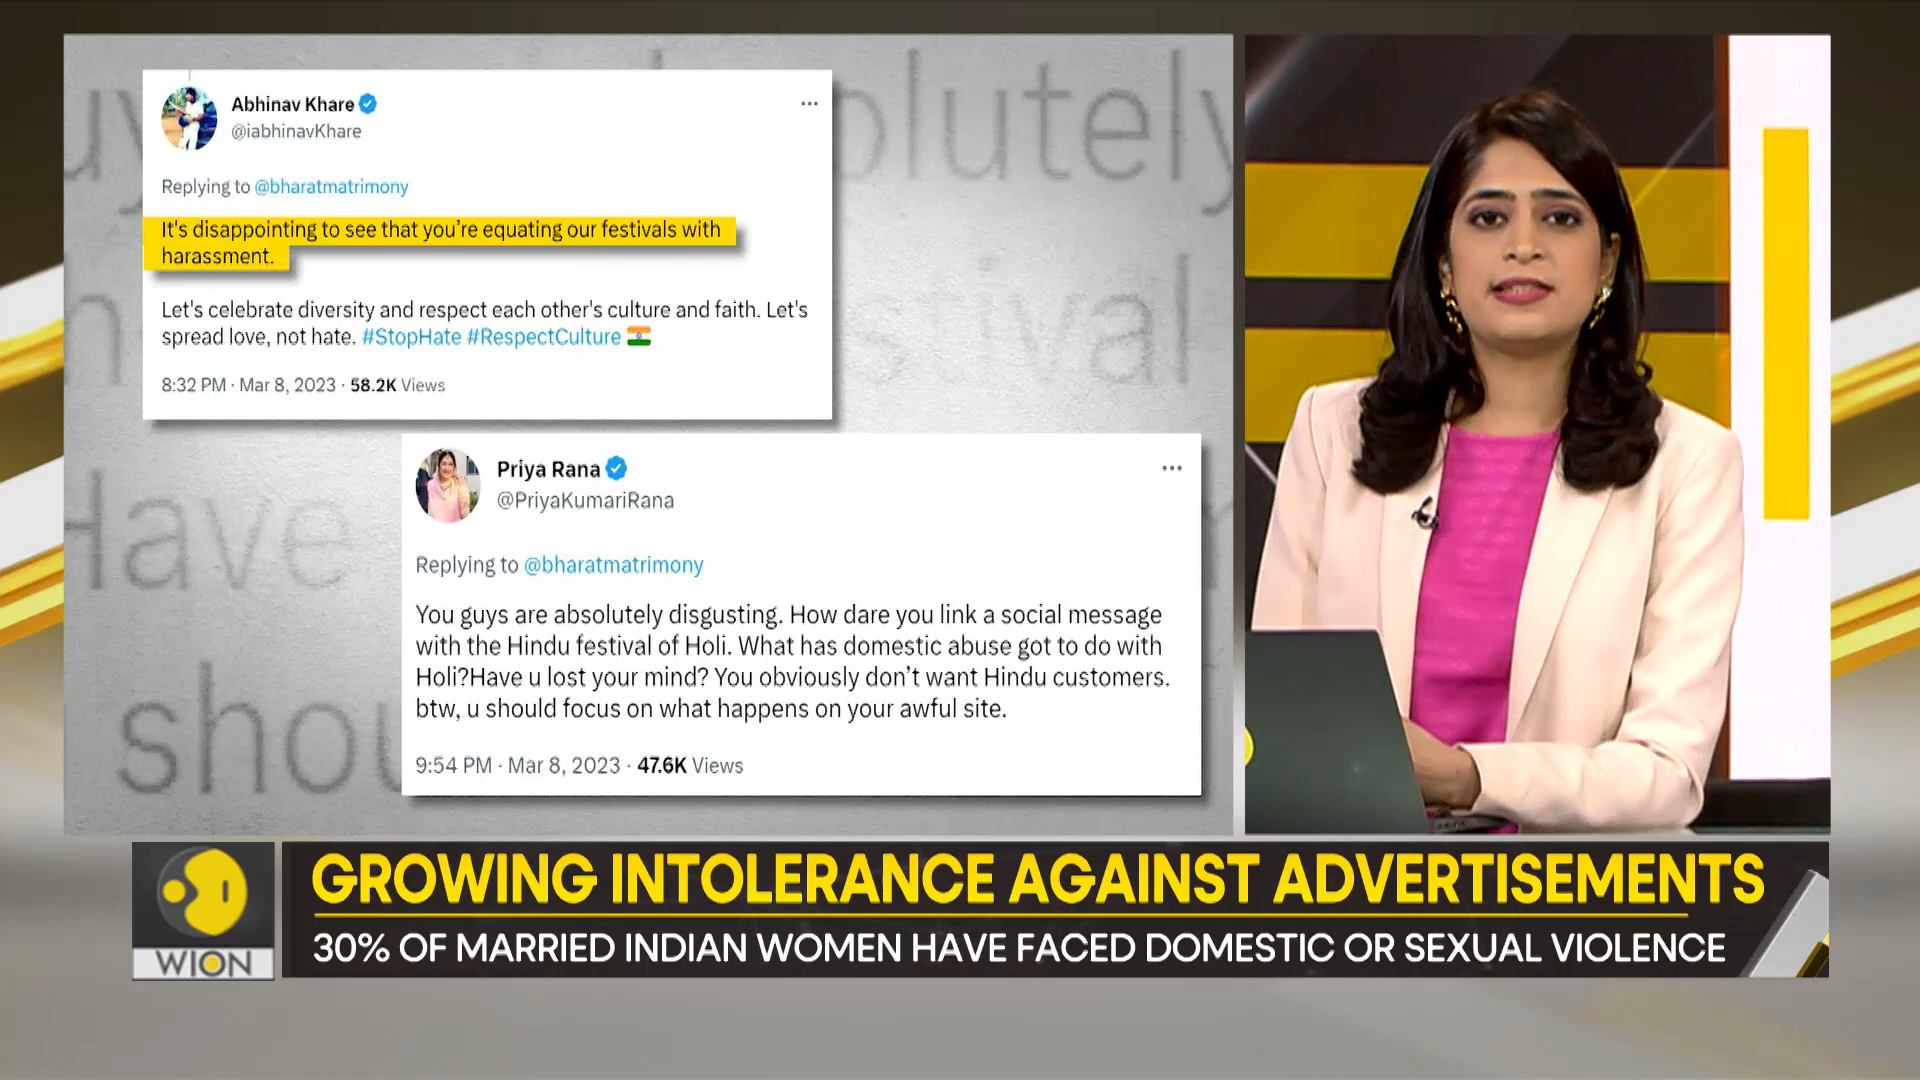 Abhinav Khare
@iabhinavKhare
Replying to @bharatmatrimony
It's disappointing to see that you're equating our festivals with
harassment.
Let's celebrate diversity and respect each other's culture and faith. Let's
spread love, not hate. #StopHate #RespectCulture 🇮🇳
8:32 PM · Mar 8, 2023 · 58.2K Views
Priya Rana
@PriyaKumariRana
Replying to @bharatmatrimony
You guys are absolutely disgusting. How dare you link a social message
with the Hindu festival of Holi. What has domestic abuse got to do with
Holi?Have u lost your mind? You obviously don't want Hindu customers.
btw, u should focus on what happens on your awful site.
9:54 PM · Mar 8, 2023 · 47.6K Views
GROWING INTOLERANCE AGAINST ADVERTISEMENTS
30% OF MARRIED INDIAN WOMEN HAVE FACED DOMESTIC OR SEXUAL VIOLENCE
WION